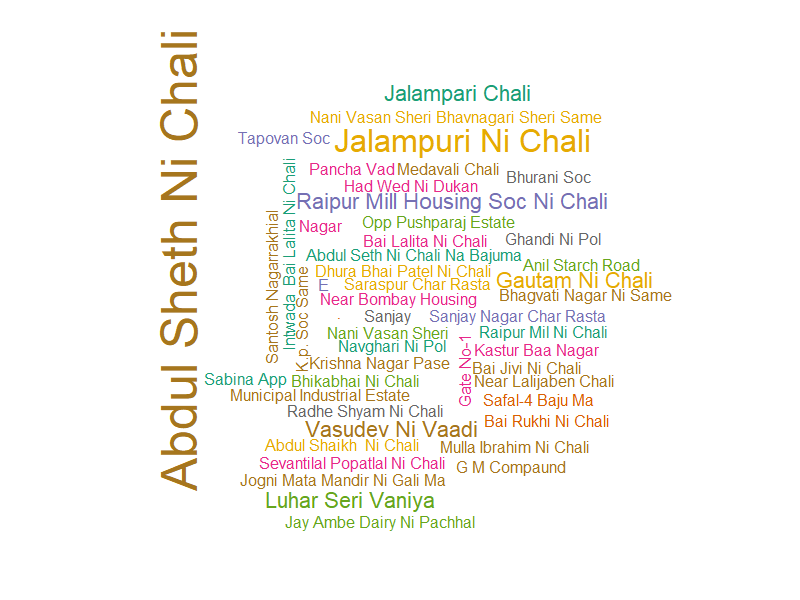 Abdul Sheth Ni Chali
Jalampari Chali
Nani Vasan Sheri Bhavnagari Sheri Same
Tapovan Soc
Jalampuri Ni Chali
Pancha Vad
Medavali Chali
Bhurani Soc
Had Wed Ni Dukan
Raipur Mill Housing Soc Ni Chali
Santosh Nagarrakhial
Intwada
Bai Lalita Ni Chali
K.p. Soc Same
Nagar
Opp Pushparaj Estate
Bai Lalita Ni Chali
Ghandi Ni Pol
Abdul Seth Ni Chali Na Bajuma
Anil Starch Road
Dhura Bhai Patel Ni Chali
E
Saraspur Char Rasta
Gautam Ni Chali
Near Bombay Housing
Bhagvati Nagar Ni Same
.
Sanjay
Sanjay Nagar Char Rasta
Nani Vasan Sheri
Raipur Mil Ni Chali
Navghari Ni Pol
Gate No-1
Kastur Baa Nagar
Krishna Nagar Pase
Bai Jivi Ni Chali
Sabina App
Bhikabhai Ni Chali
Near Lalijaben Chali
Municipal Industrial Estate
Safal-4 Baju Ma
Radhe Shyam Ni Chali
Bai Rukhi Ni Chali
Vasudev Ni Vaadi
Abdul Shaikh  Ni Chali
Mulla Ibrahim Ni Chali
Sevantilal Popatlal Ni Chali
G M Compaund
Jogni Mata Mandir Ni Gali Ma
Luhar Seri Vaniya
Jay Ambe Dairy Ni Pachhal